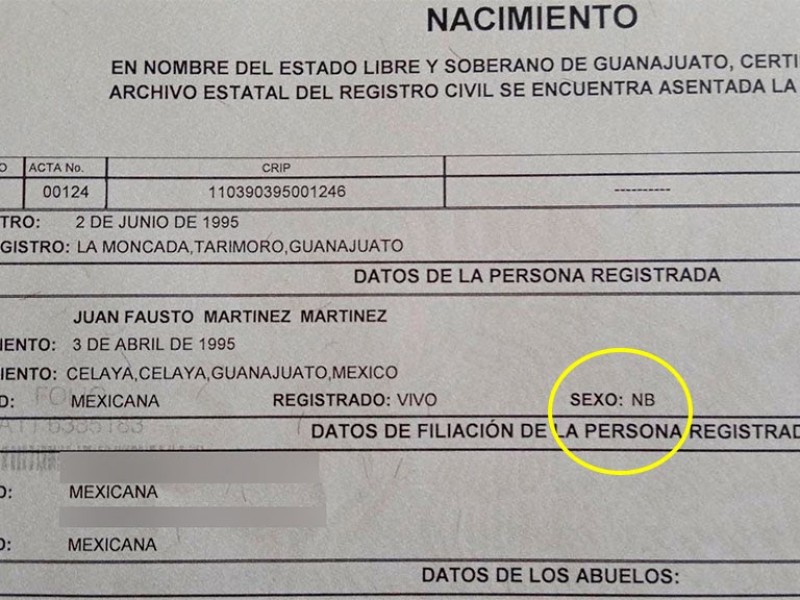 NACIMIENTO
EN NOMBRE DEL ESTADO LIBRE Y SOBERANO DE GUANAJUATO, CERTI
ARCHIVO ESTATAL DEL REGISTRO CIVIL SE ENCUENTRA ASENTADA LA
O ACTA No. CRIP
00124 110390395001246 ----------
TRO: 2 DE JUNIO DE 1995
GISTRO: LA MONCADA,TARIMORO,GUANAJUATO
DATOS DE LA PERSONA REGISTRADA
JUAN FAUSTO MARTINEZ MARTINEZ
IENTO: 3 DE ABRIL DE 1995
IENTO: CELAYA,CELAYA,GUANAJUATO,MEXICO
FOLIO
D: MEXICANA REGISTRADO: VIVO SEXO: NB
A11 6385183
DATOS DE FILIACIÓN DE LA PERSONA REGISTRAD
D: MEXICANA
D: MEXICANA
DATOS DE LOS ABUELOS: